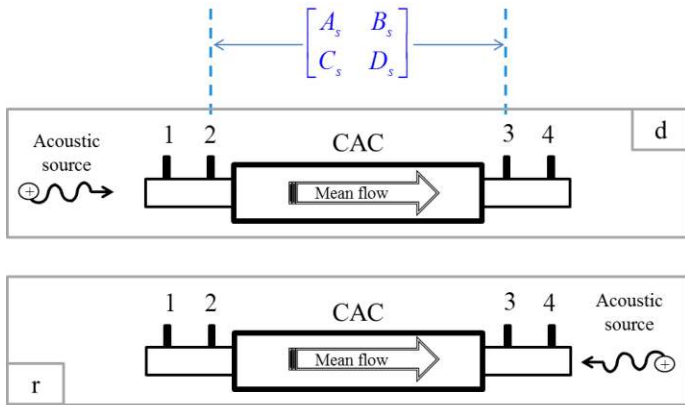 A_s B_s
C_s D_s
Acoustic
source
1 2 CAC 3 4 d
+
Mean flow
1 2 CAC 3 4 Acoustic
source
+
Mean flow
r